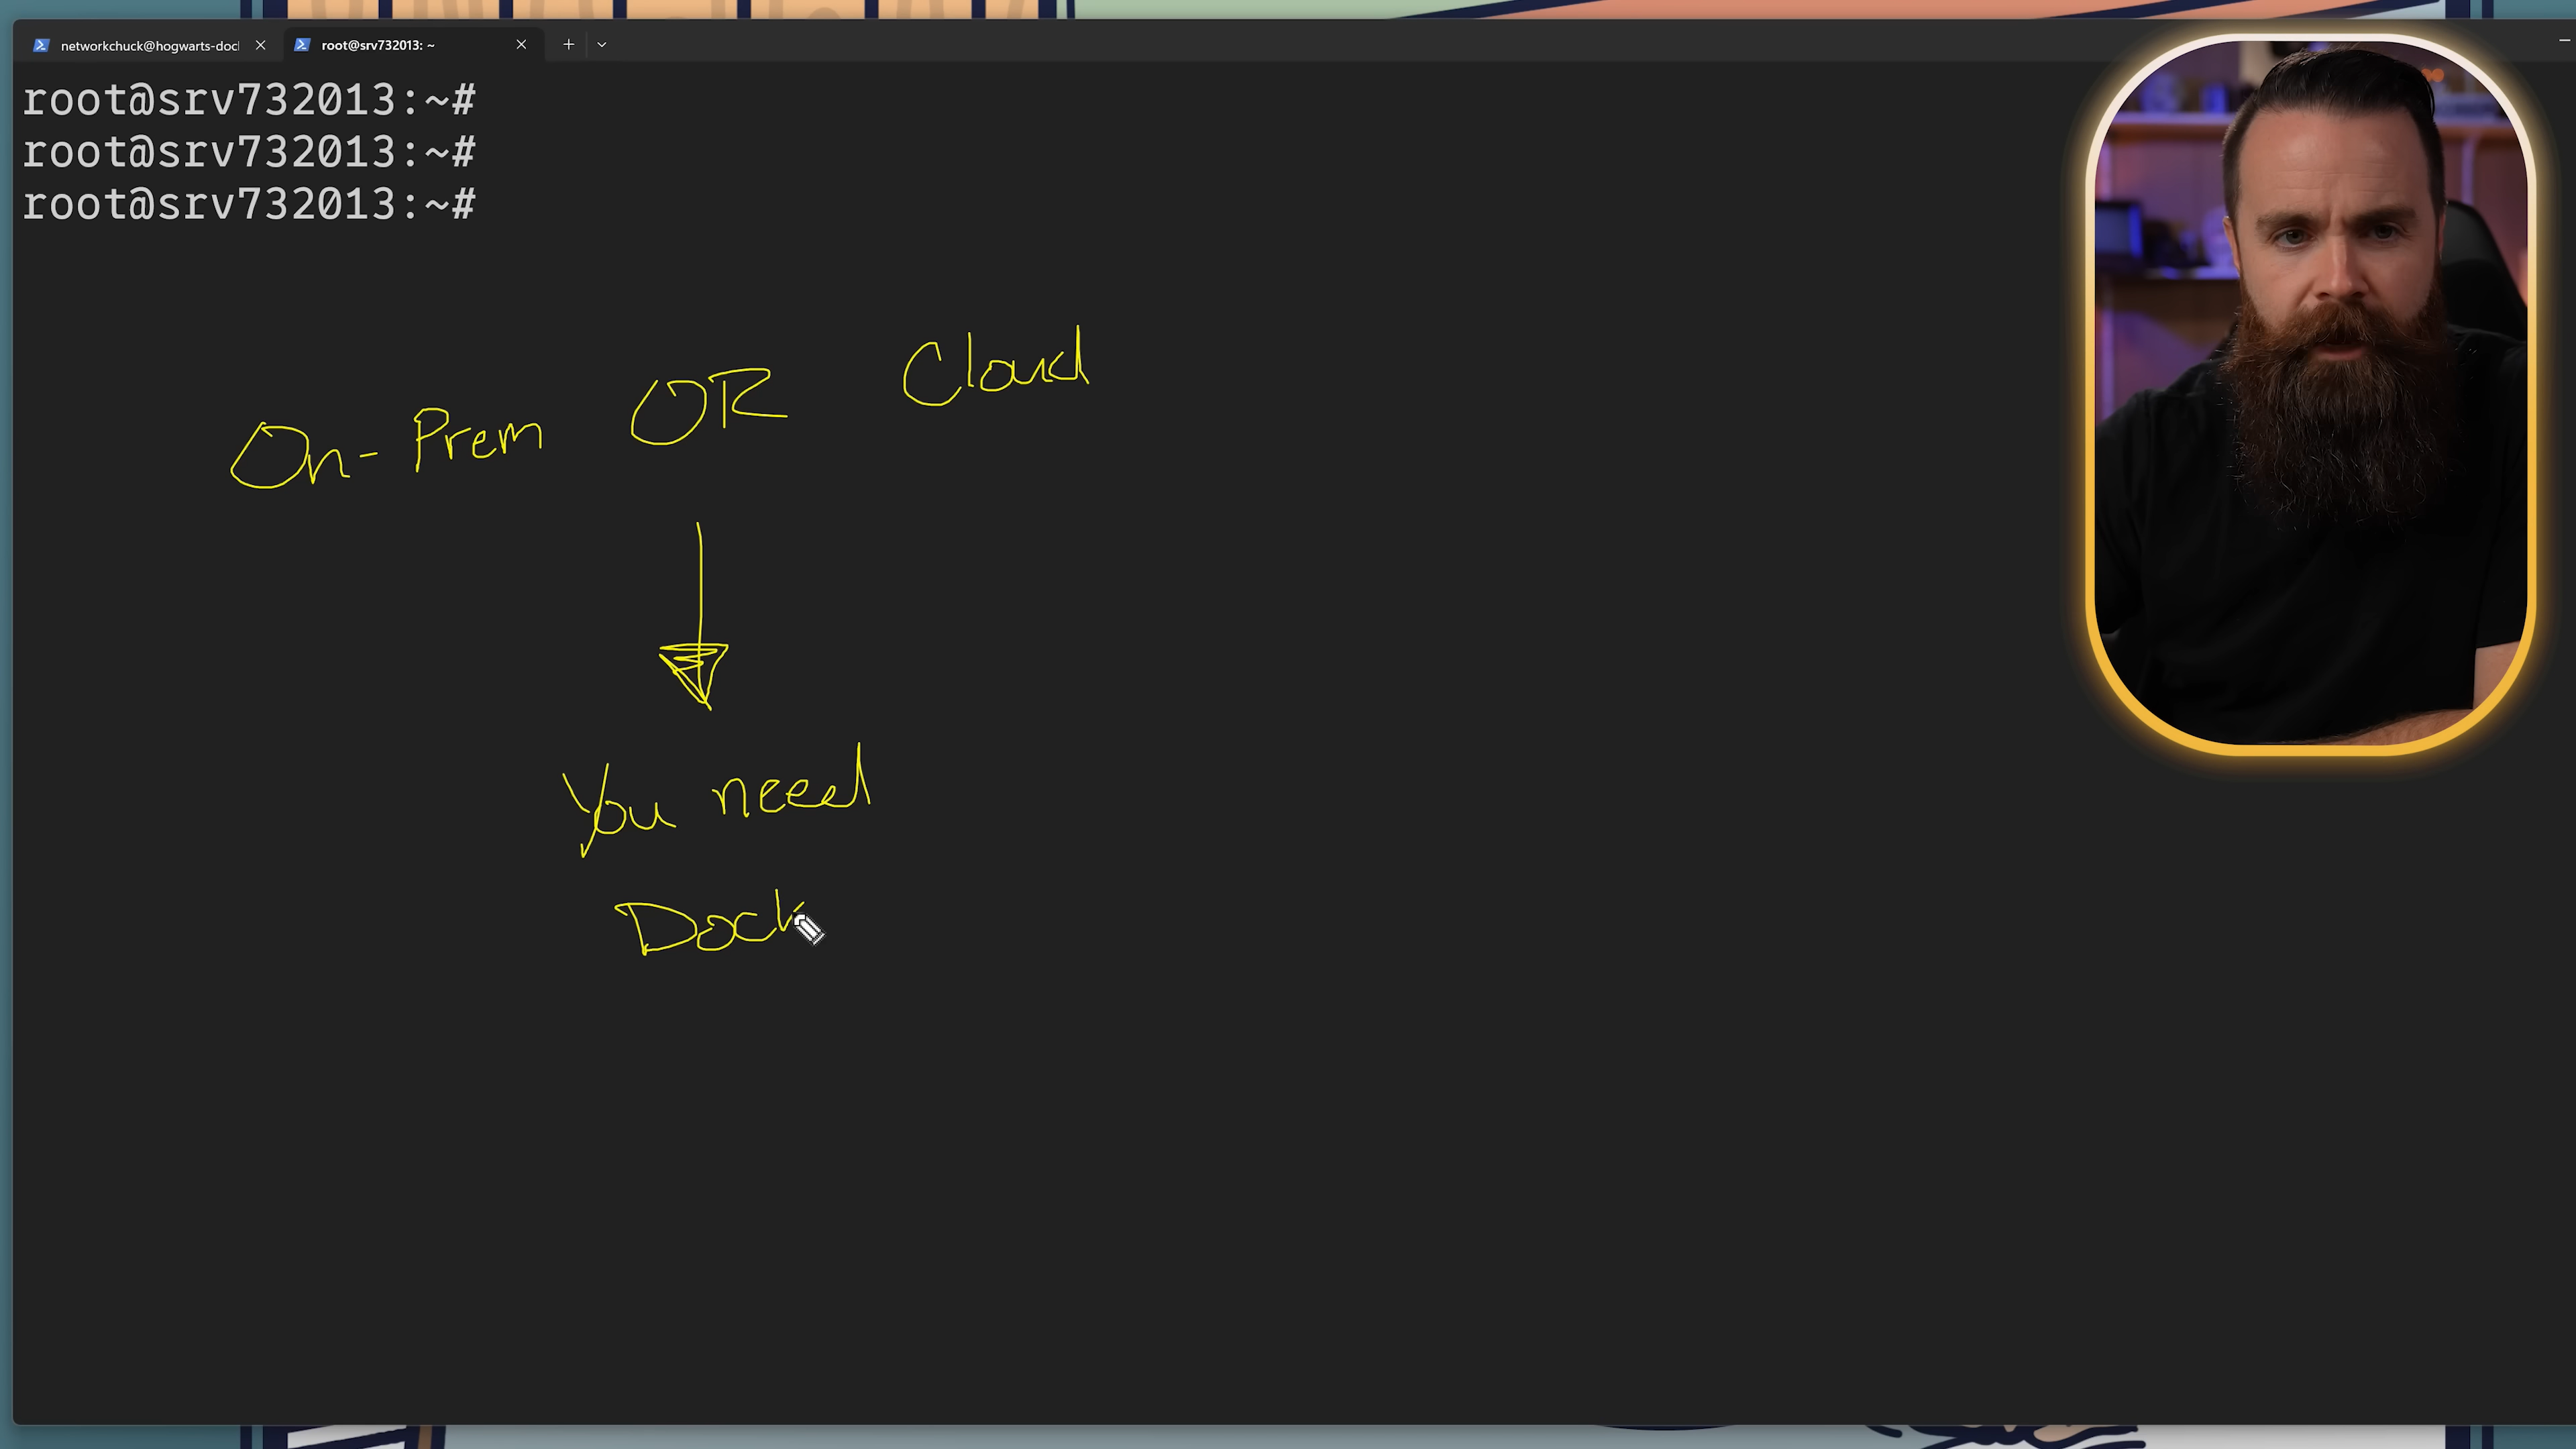 networkchuck@hogwarts-doc
root@srv732013: ~
root@srv732013:~#
root@srv732013:~#
root@srv732013:~#
On-Prem OR Cloud
You need
Dock